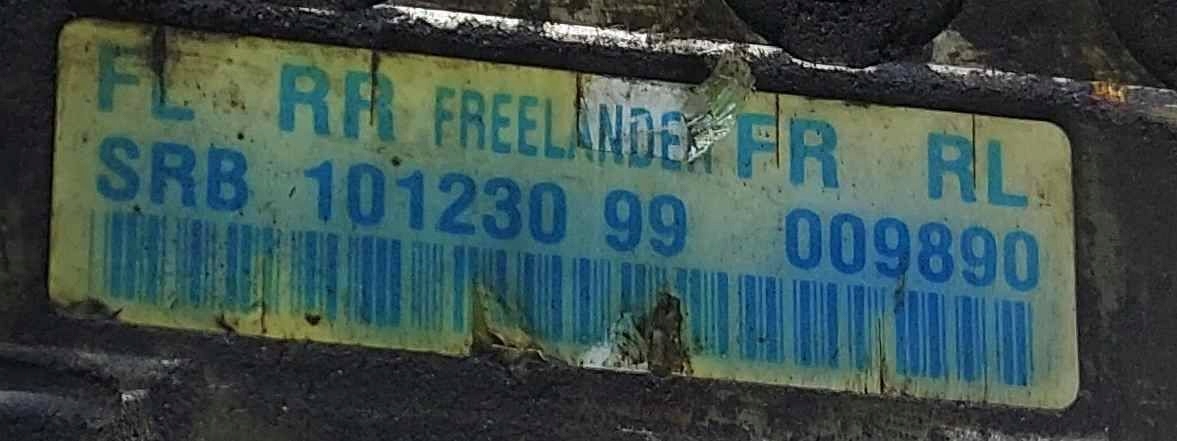 FL RR FREELANDER FR RL
SRB 101230 99 009890